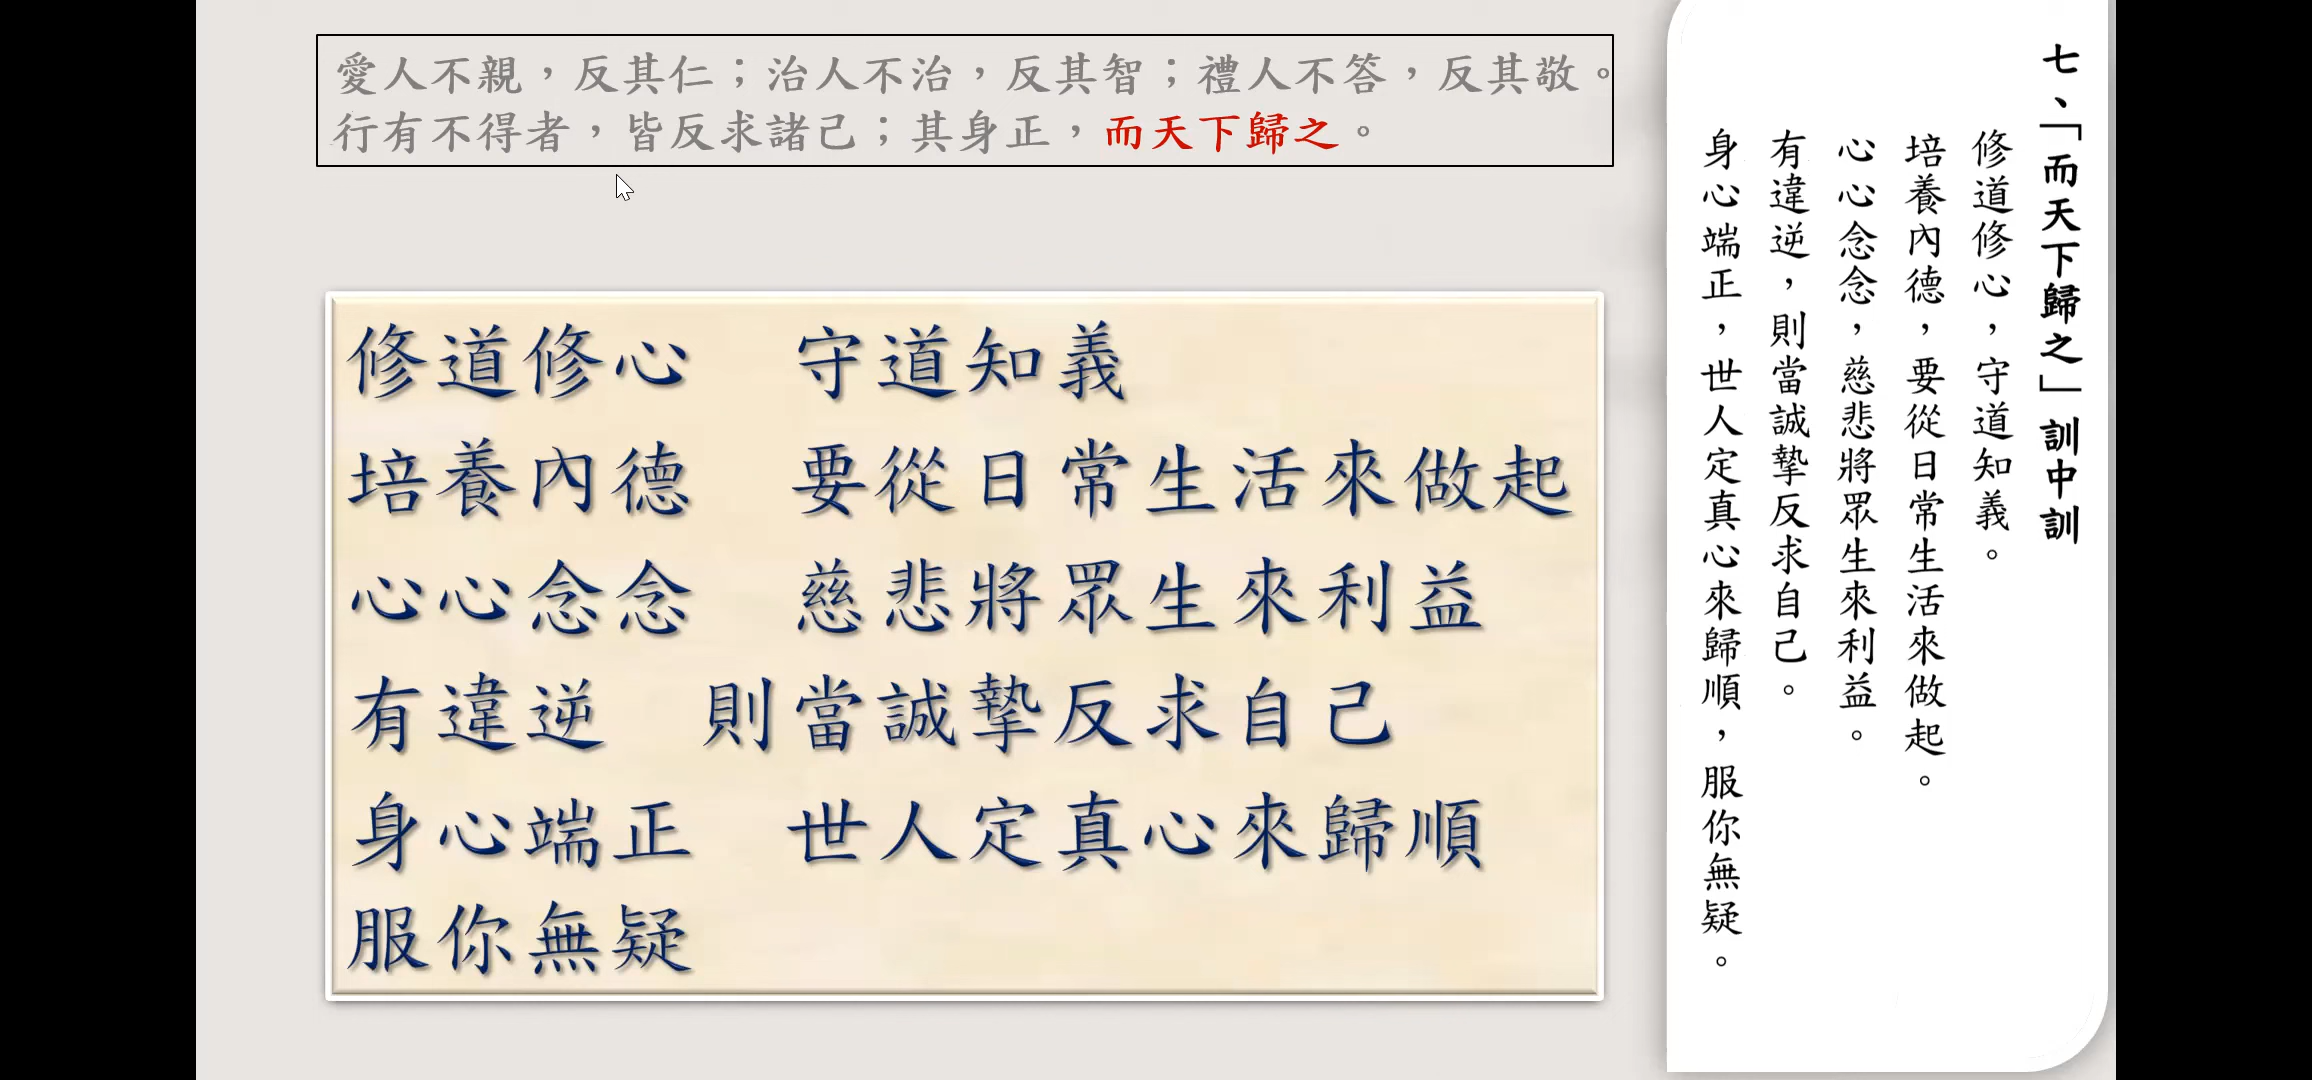 愛人不親，反其仁；治人不治，反其智；禮人不答，反其敬。
行有不得者，皆反求諸己；其身正，而天下歸之。
修道修心　守道知義
培養內德　要從日常生活來做起
心心念念　慈悲將眾生來利益
有違逆　則當誠摯反求自己
身心端正　世人定真心來歸順
服你無疑
七、「而天下歸之」訓中訓
修道修心，守道知義。
培養內德，要從日常生活來做起。
心心念念，慈悲將眾生來利益。
有違逆，則當誠摯反求自己。
身心端正，世人定真心來歸順，服你無疑。